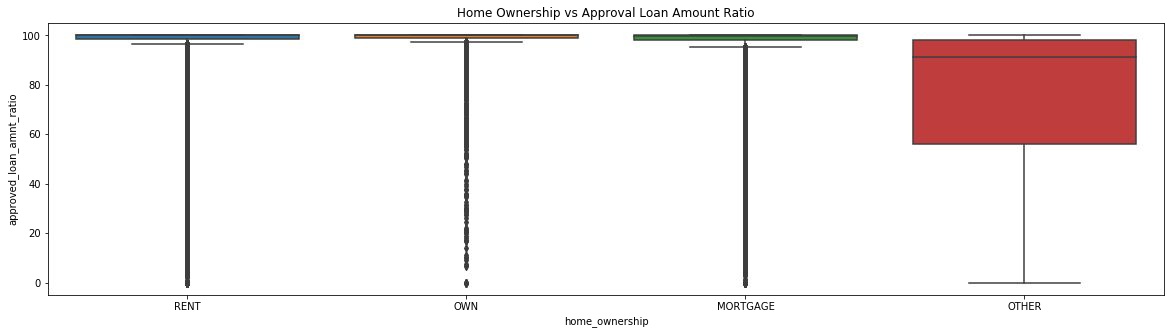 Home Ownership vs Approval Loan Amount Ratio
approved_loan_amnt_ratio
100
80
60
40
20
0
RENT
OWN
MORTGAGE
OTHER
home_ownership